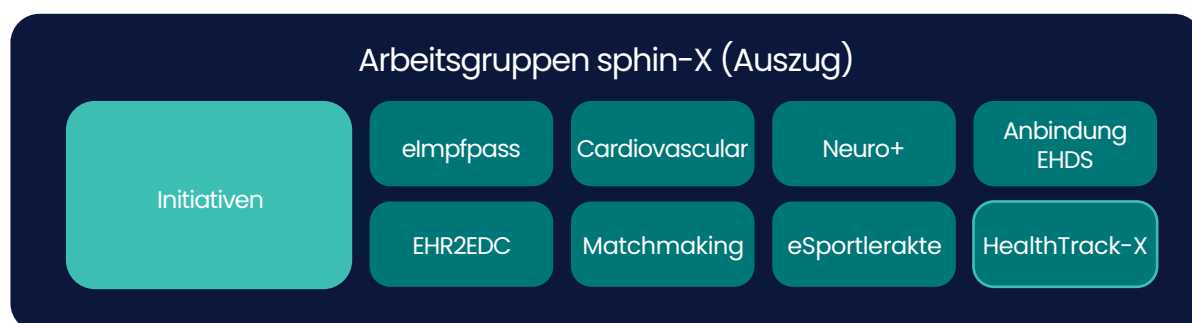 Arbeitsgruppen sphin-X (Auszug)
Initiativen
eImpfpass
Cardiovascular
Neuro+
Anbindung
EHDS
EHR2EDC
Matchmaking
eSportlerakte
HealthTrack-X